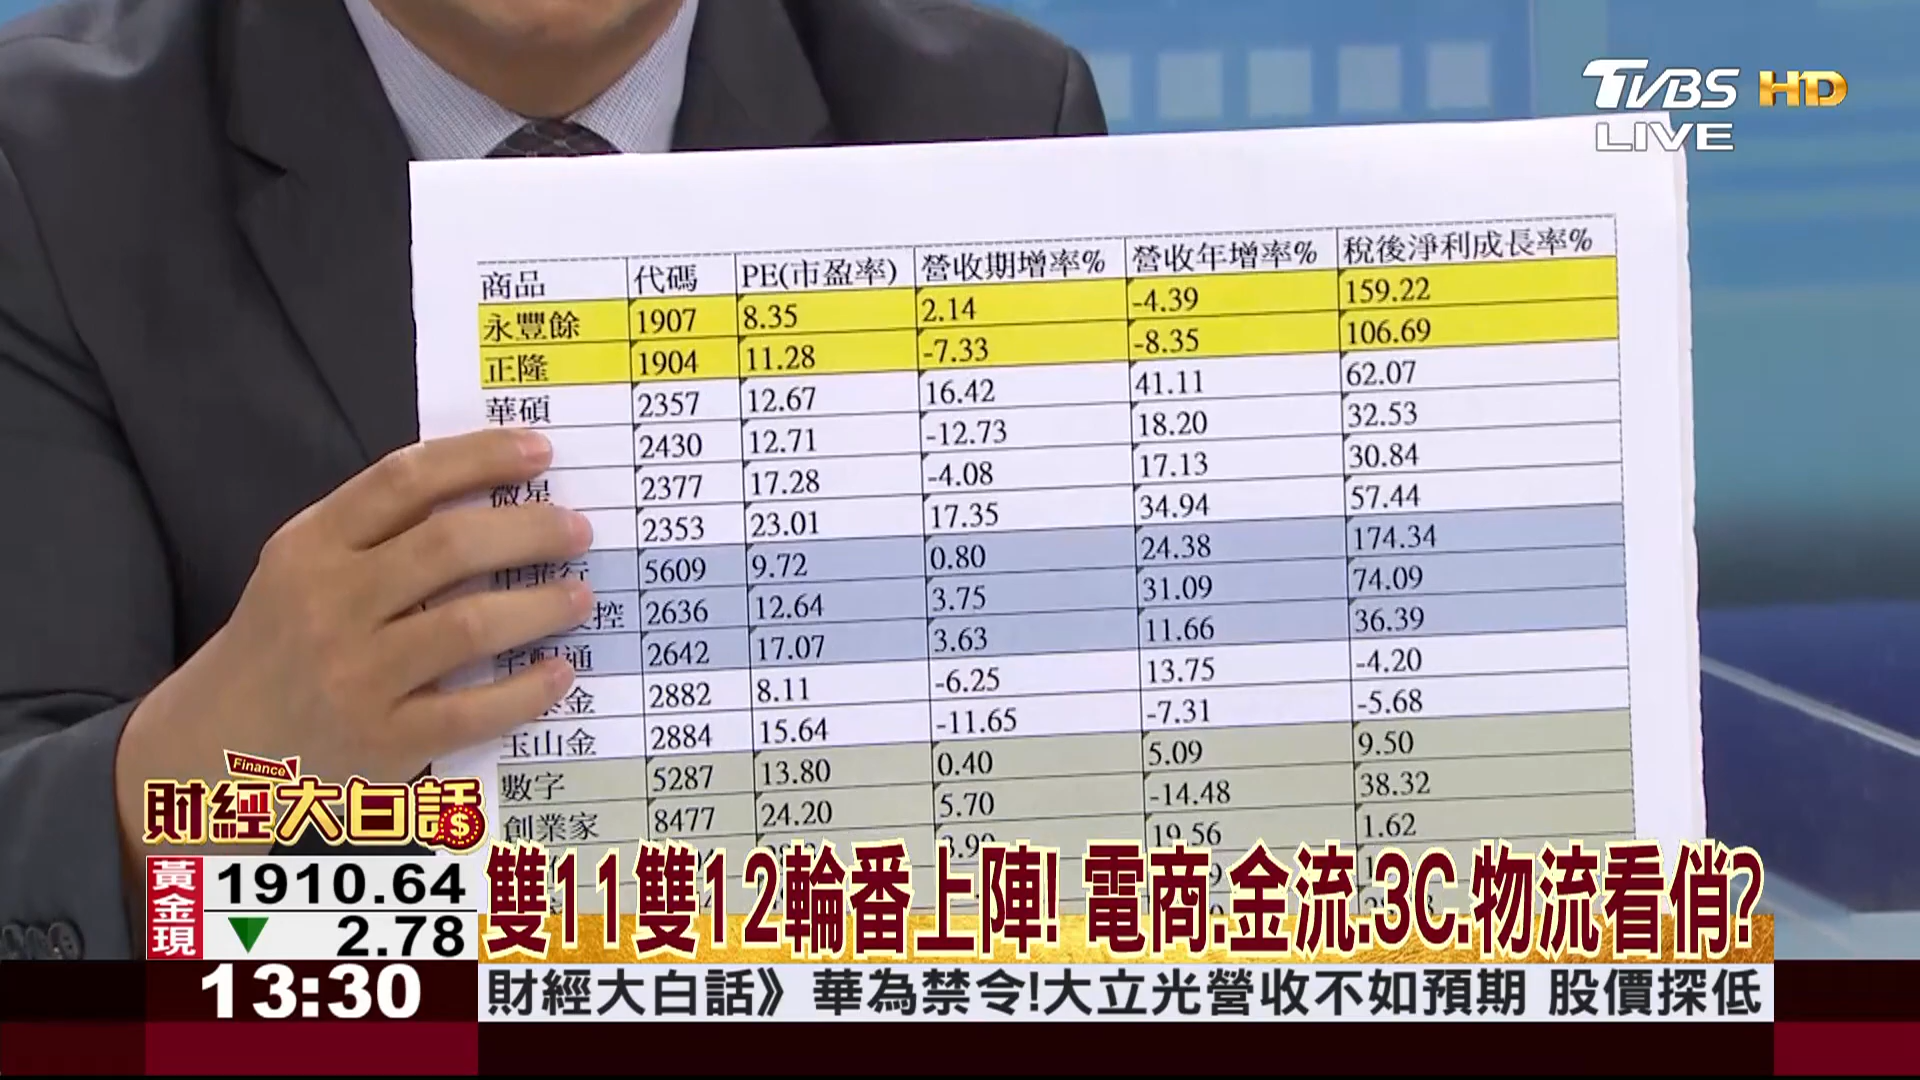 TVBS HD
LIVE
商品 代碼 PE(市盈率) 營收期增率% 營收年增率% 稅後淨利成長率%
永豐餘 1907 8.35 2.14 -4.39 159.22
正隆 1904 11.28 -7.33 -8.35 106.69
華碩 2357 12.67 16.42 41.11 62.07
2430 12.71 -12.73 18.20 32.53
微星 2377 17.28 -4.08 17.13 30.84
2353 23.01 17.35 34.94 57.44
中菲行 5609 9.72 0.80 24.38 174.34
控 2636 12.64 3.75 31.09 74.09
宅配通 2642 17.07 3.63 11.66 36.39
金 2882 8.11 -6.25 13.75 -4.20
玉山金 2884 15.64 -11.65 -7.31 -5.68
數字 5287 13.80 0.40 5.09 9.50
創業家 8477 24.20 5.70 -14.48 38.32
19.56 1.62
Finance
財經大白話
黃金現 1910.64
▼ 2.78
雙11雙12輪番上陣! 電商.金流.3C.物流看俏?
13:30
財經大白話》華為禁令!大立光營收不如預期 股價探低